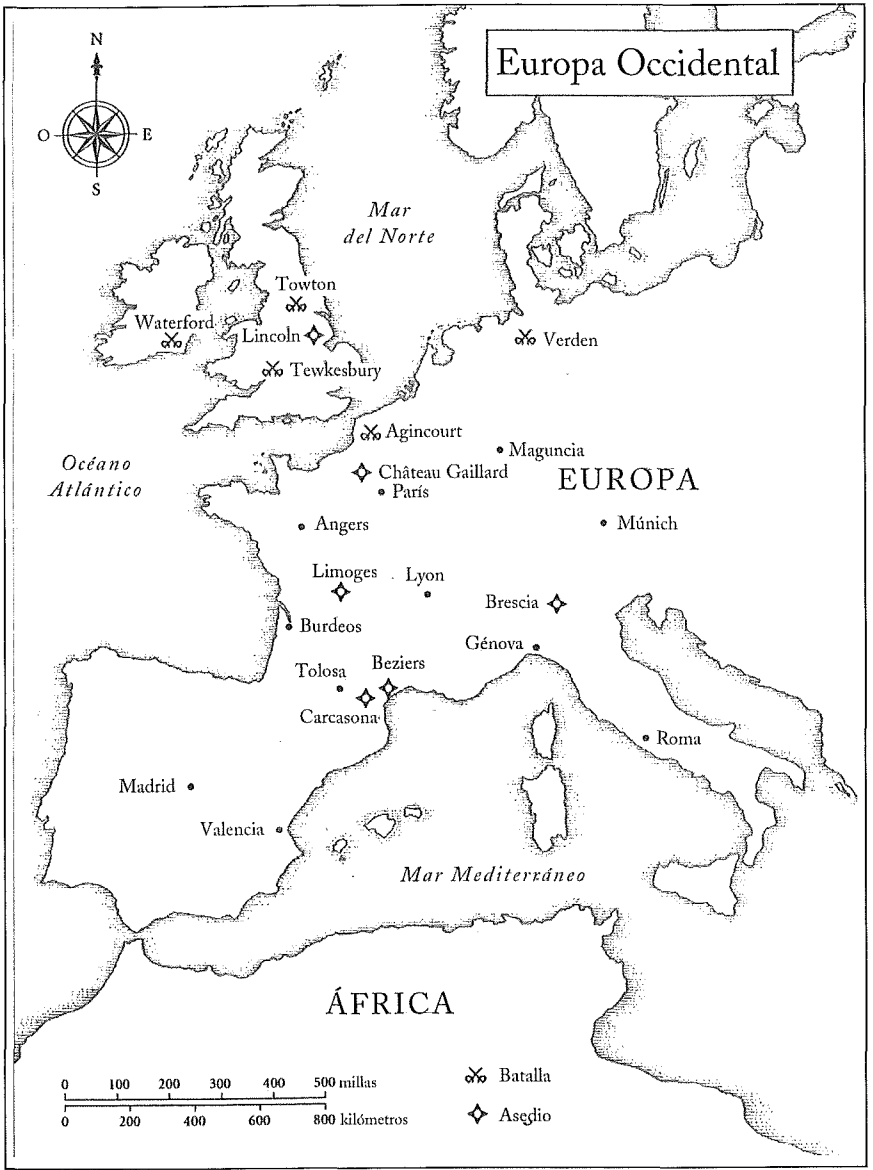 Europa Occidental
N
O
E
S
Mar
del Norte
Towton
Waterford
Lincoln
Verden
Tewkesbury
Agincourt
Maguncia
Océano
Atlántico
Château Gaillard
EUROPA
París
Angers
Múnich
Limoges
Lyon
Brescia
Burdeos
Génova
Tolosa
Beziers
Carcasona
Roma
Madrid
Valencia
Mar Mediterráneo
ÁFRICA
0 100 200 300 400 500 millas
0 200 400 600 800 kilómetros
Batalla
Asedio